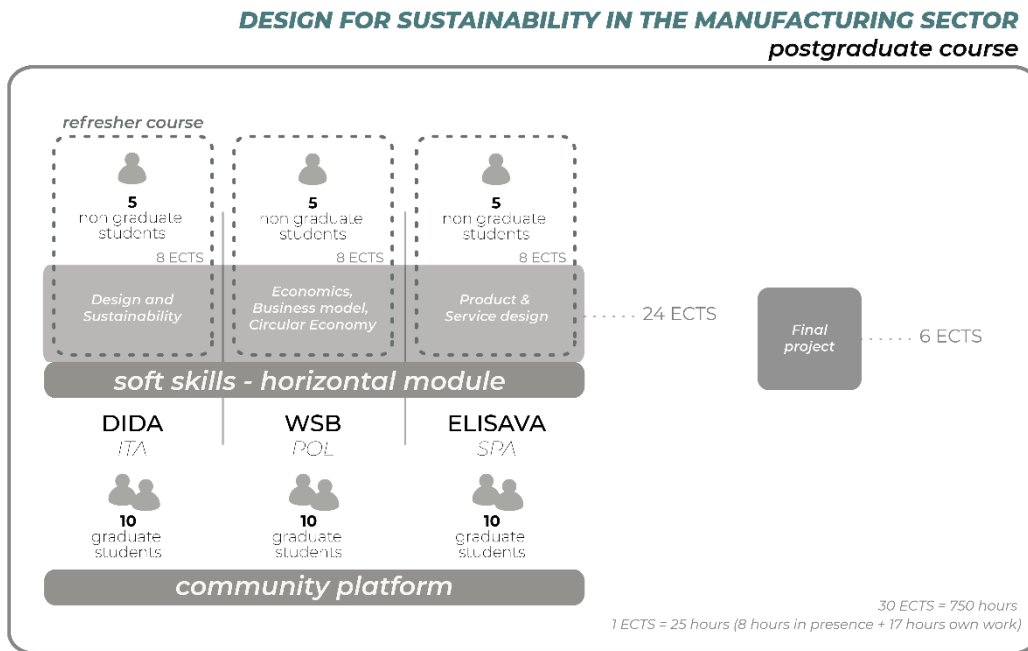 DESIGN FOR SUSTAINABILITY IN THE MANUFACTURING SECTOR
postgraduate course
refresher course
5
non graduate
students
8 ECTS
Design and
Sustainability
5
non graduate
students
8 ECTS
Economics,
Business model,
Circular Economy
5
non graduate
students
8 ECTS
Product &
Service design
24 ECTS
Final
project
6 ECTS
soft skills - horizontal module
DIDA
ITA
WSB
POL
ELISAVA
SPA
10
graduate
students
10
graduate
students
10
graduate
students
community platform
30 ECTS = 750 hours
1 ECTS = 25 hours (8 hours in presence + 17 hours own work)